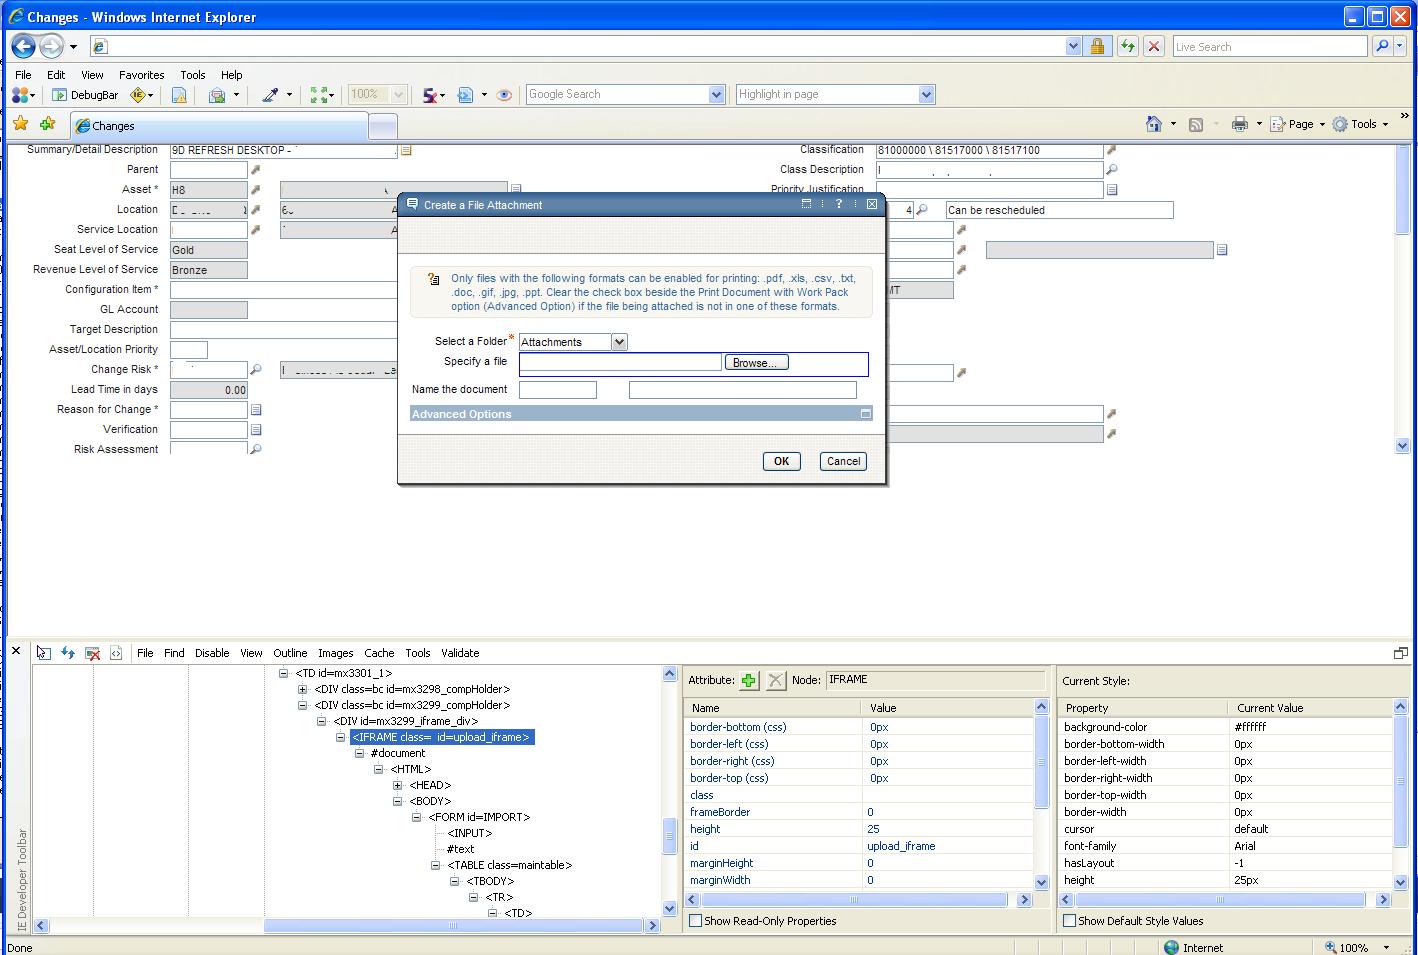 Changes - Windows Internet Explorer
Live Search
File Edit View Favorites Tools Help
DebugBar 100% Google Search Highlight in page
Changes Page Tools
Summary/Detail Description 9D REFRESH DESKTOP - Classification 81000000 \ 81517000 \ 81517100
Parent Class Description
Asset * H8 Priority Justification
Location 4 Can be rescheduled
Service Location
Seat Level of Service Gold
Revenue Level of Service Bronze
Configuration Item *
GL Account
Target Description
Asset/Location Priority
Change Risk *
Lead Time in days 0.00
Reason for Change *
Verification
Risk Assessment
Create a File Attachment ?
Only files with the following formats can be enabled for printing: .pdf, .xls, .csv, .txt,
.doc, .gif, .jpg, .ppt. Clear the check box beside the Print Document with Work Pack
option (Advanced Option) if the file being attached is not in one of these formats.
Select a Folder * Attachments
Specify a file Browse...
Name the document
Advanced Options
OK Cancel
File Find Disable View Outline Images Cache Tools Validate
IE Developer Toolbar
<TD id=mx3301_1>
<DIV class=bc id=mx3298_compHolder>
<DIV class=bc id=mx3299_compHolder>
<DIV id=mx3299_iframe_div>
<IFRAME class= id=upload_iframe>
#document
<HTML>
<HEAD>
<BODY>
<FORM id=IMPORT>
<INPUT>
#text
<TABLE class=maintable>
<TBODY>
<TR>
<TD>
Attribute: Node: IFRAME
Name Value
border-bottom (css) 0px
border-left (css) 0px
border-right (css) 0px
border-top (css) 0px
class
frameBorder 0
height 25
id upload_iframe
marginHeight 0
marginWidth 0
Show Read-Only Properties
Current Style:
Property Current Value
background-color #ffffff
border-bottom-width 0px
border-left-width 0px
border-right-width 0px
border-top-width 0px
border-width 0px
cursor default
font-family Arial
hasLayout -1
height 25px
Show Default Style Values
Done Internet 100%